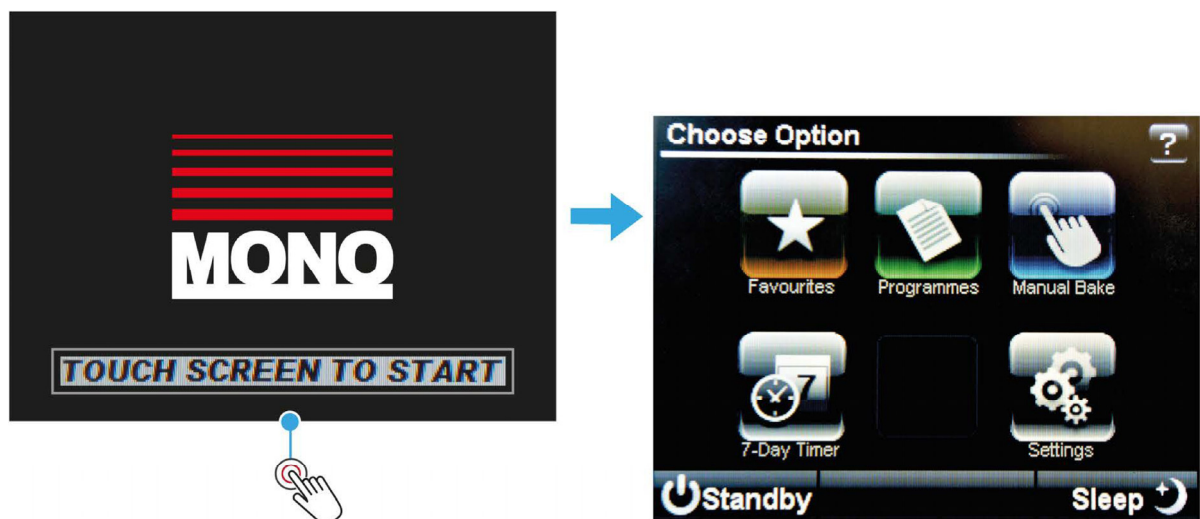 MONO
TOUCH SCREEN TO START
Choose Option
?
Favourites
Programmes
Manual Bake
7
7-Day Timer
Settings
Standby
Sleep